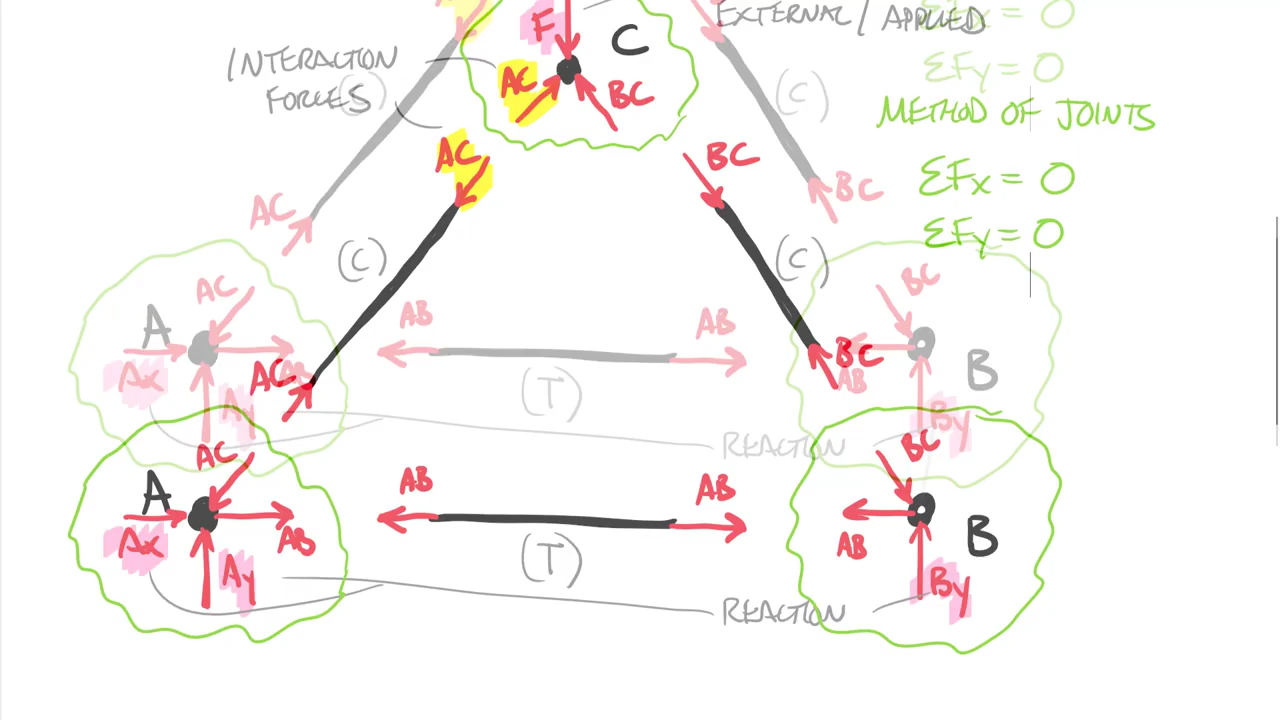 EXTERNAL / APPLIED
= 0
F
C
/INTERACTION
FORCES
ΣFy = 0
(C)
(C)
AC
BC
METHOD OF JOINTS
AC
BC
ΣFx = 0
BC
AC
ΣFy = 0
(C)
(C)
AC
BC
A
AB
AB
Ax
AC
BC
AB
B
(T)
Ay
By
REACTION
AC
BC
A
AB
AB
Ax
AB
AB
B
(T)
Ay
By
REACTION